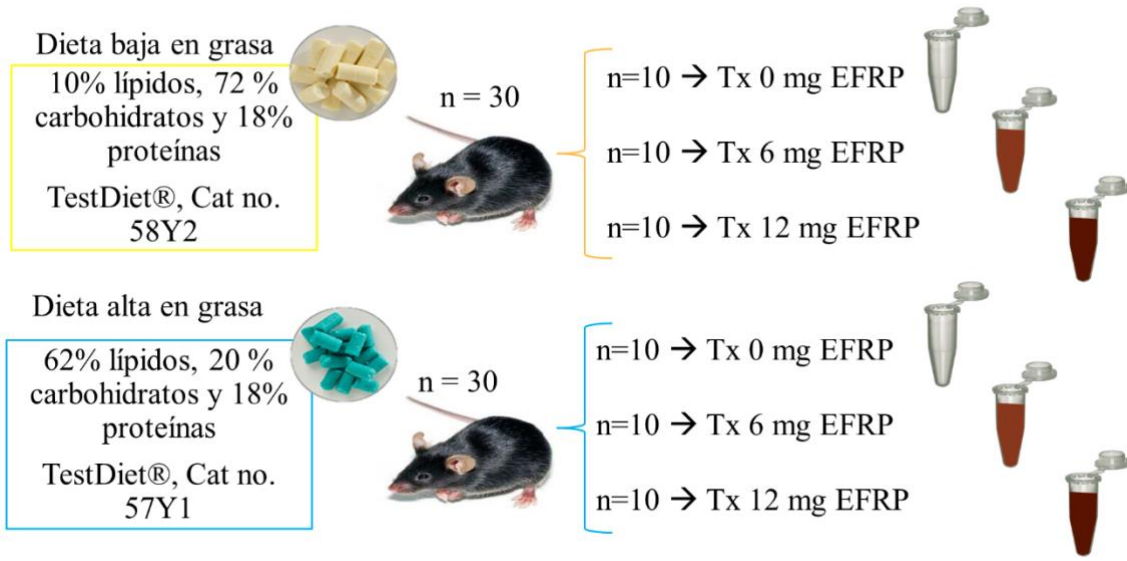 Dieta baja en grasa
10% lípidos, 72 %
carbohidratos y 18%
proteínas
TestDiet®, Cat no.
58Y2
n = 30
n=10 → Tx 0 mg EFRP
n=10 → Tx 6 mg EFRP
n=10 → Tx 12 mg EFRP
Dieta alta en grasa
62% lípidos, 20 %
carbohidratos y 18%
proteínas
TestDiet®, Cat no.
57Y1
n = 30
n=10 → Tx 0 mg EFRP
n=10 → Tx 6 mg EFRP
n=10 → Tx 12 mg EFRP